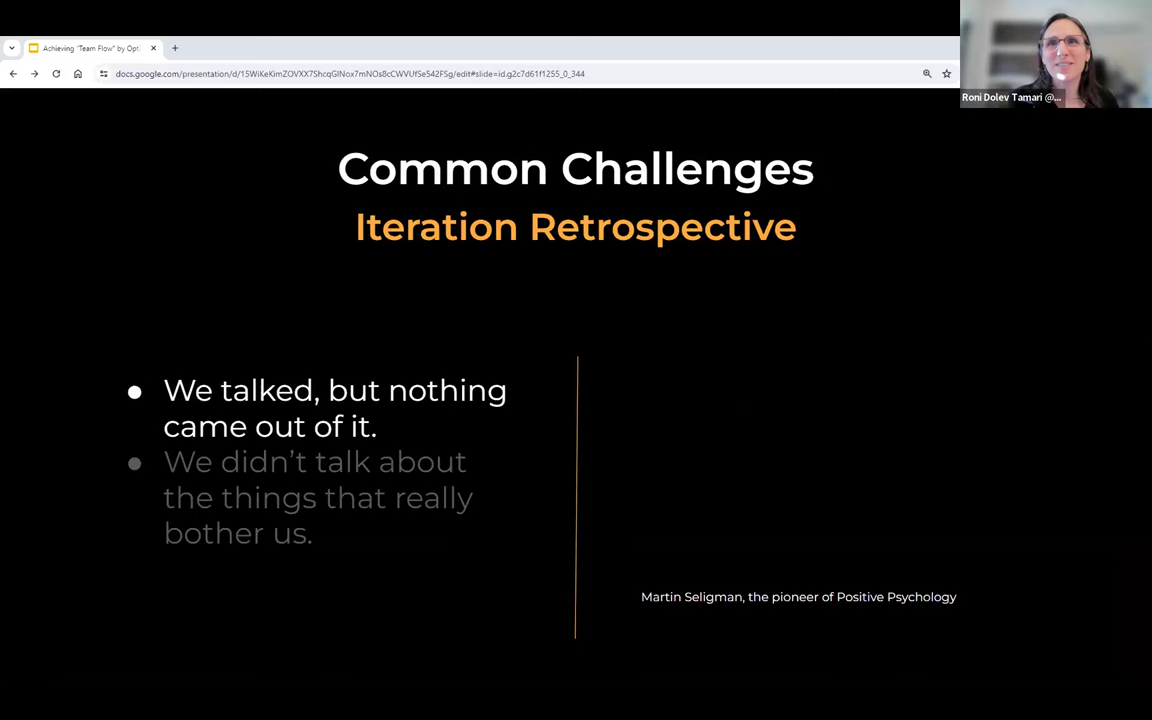 Achieving "Team Flow" by Opti
docs.google.com/presentation/d/15WiKeKimZOVXX7ShcqGlNox7mNOs8cCWVUfSe542FSg/edit#slide=id.g2c7d61f1255_0_344
Roni Dolev Tamari @...
Common Challenges
Iteration Retrospective
● We talked, but nothing
came out of it.
● We didn't talk about
the things that really
bother us.
Martin Seligman, the pioneer of Positive Psychology